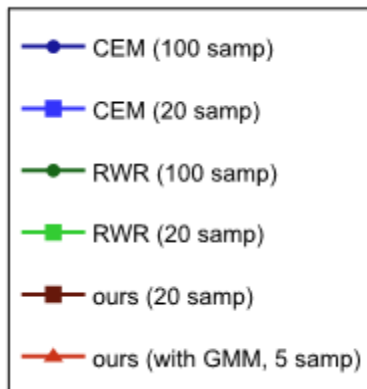 CEM (100 samp)
CEM (20 samp)
RWR (100 samp)
RWR (20 samp)
ours (20 samp)
ours (with GMM, 5 samp)